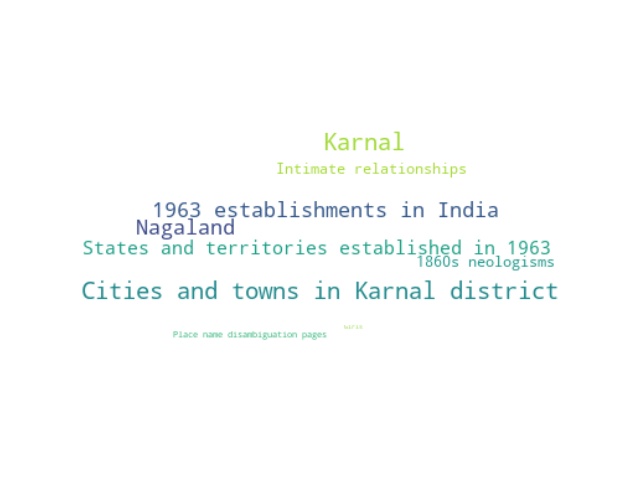 Karnal
Intimate relationships
1963 establishments in India
Nagaland
States and territories established in 1963
1860s neologisms
Cities and towns in Karnal district
Place name disambiguation pages